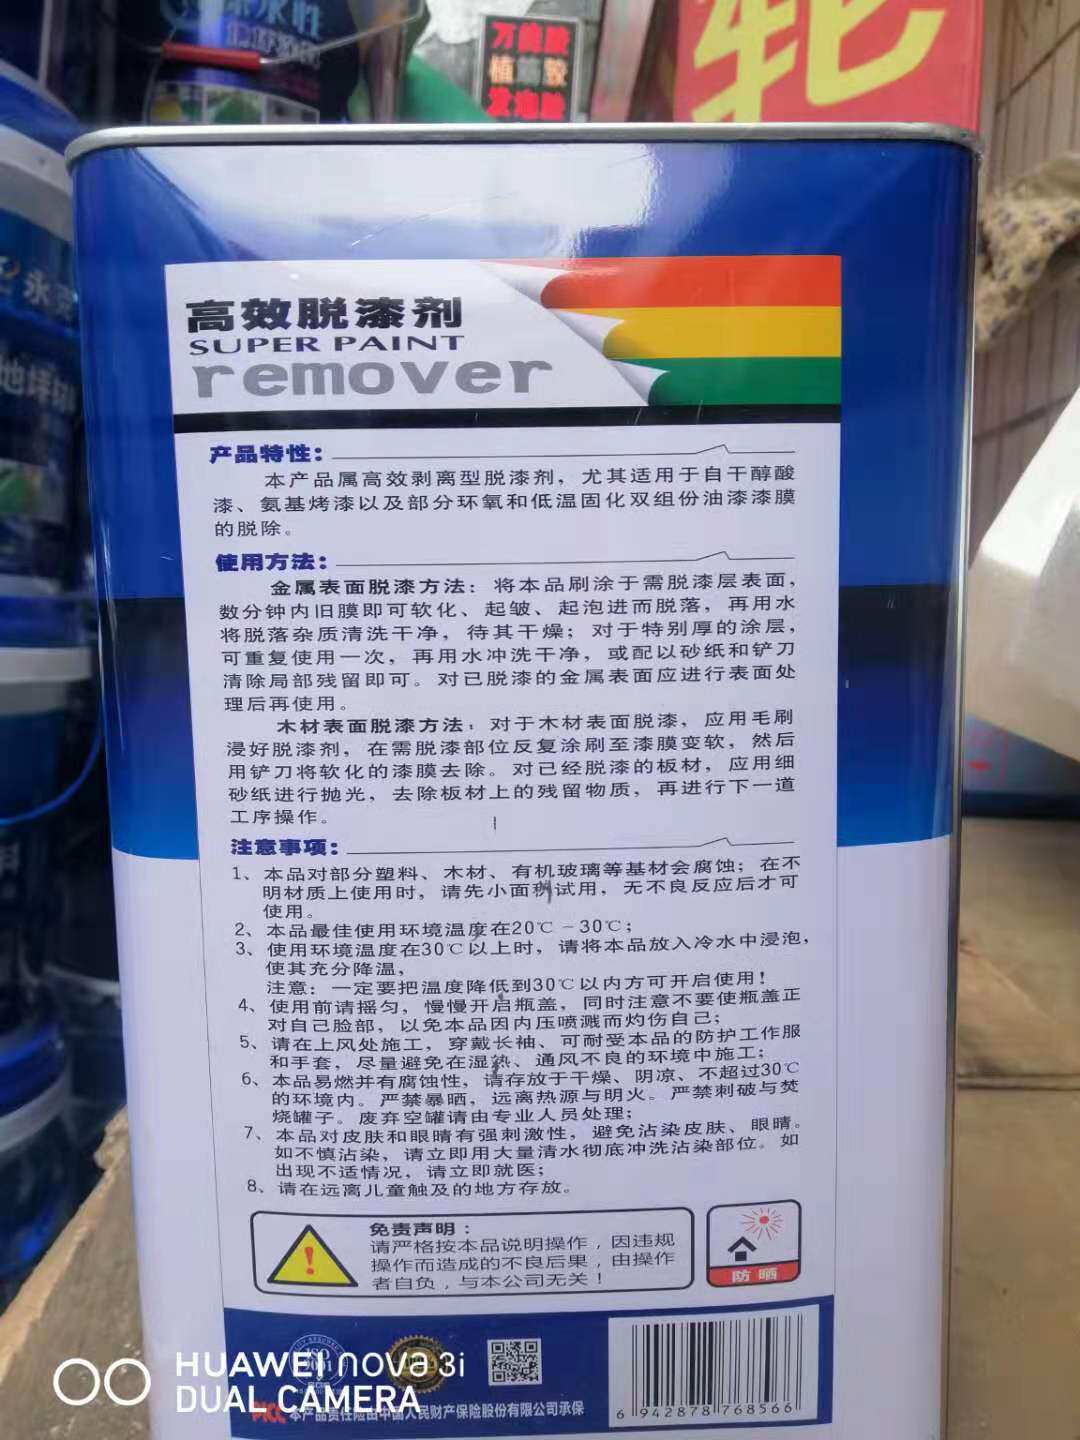 万能胶
轮
高效脱漆剂
SUPER PAINT
remover
产品特性：
本产品属高效剥离型脱漆剂，尤其适用于自干醇酸
漆、氨基烤漆以及部分环氧和低温固化双组份油漆漆膜
的脱除。
使用方法：
金属表面脱漆方法：将本品刷涂于需脱漆层表面，
数分钟内旧膜即可软化、起皱、起泡进而脱落，再用水
将脱落杂质清洗干净，待其干燥；对于特别厚的涂层，
可重复使用一次，再用水冲洗干净，或配以砂纸和铲刀
清除局部残留即可。对已脱漆的金属表面应进行表面处
理后再使用。
木材表面脱漆方法：对于木材表面脱漆，应用毛刷
浸好脱漆剂，在需脱漆部位反复涂刷至漆膜变软，然后
用铲刀将软化的漆膜去除。对已经脱漆的板材，应用细
砂纸进行抛光，去除板材上的残留物质，再进行下一道
工序操作。
注意事项：
1、本品对部分塑料、木材、有机玻璃等基材会腐蚀；在不
明材质上使用时，请先小面积试用，无不良反应后才可
使用。
2、本品最佳使用环境温度在20℃－30℃；
3、使用环境温度在30℃以上时，请将本品放入冷水中浸泡，
使其充分降温，
注意：一定要把温度降低到30℃以内方可开启使用！
4、使用前请摇匀，慢慢开启瓶盖，同时注意不要使瓶盖正
对自己脸部，以免本品因内压喷溅而灼伤自己；
5、请在上风处施工，穿戴长袖、可耐受本品的防护工作服
和手套，尽量避免在湿热、通风不良的环境中施工；
6、本品易燃并有腐蚀性，请存放于干燥、阴凉、不超过30℃
的环境内。严禁暴晒，远离热源与明火。严禁刺破与焚
烧罐子。废弃空罐请由专业人员处理；
7、本品对皮肤和眼睛有强刺激性，避免沾染皮肤、眼睛。
如不慎沾染，请立即用大量清水彻底冲洗沾染部位。如
出现不适情况，请立即就医；
8、请在远离儿童触及的地方存放。
免责声明：
请严格按本品说明操作，因违规
操作而造成的不良后果，由操作
者自负，与本公司无关！
防晒
ISO
9001
PICC 本产品责任险由中国人民财产保险股份有限公司承保
6 942878 768566
HUAWEI nova 3i
DUAL CAMERA